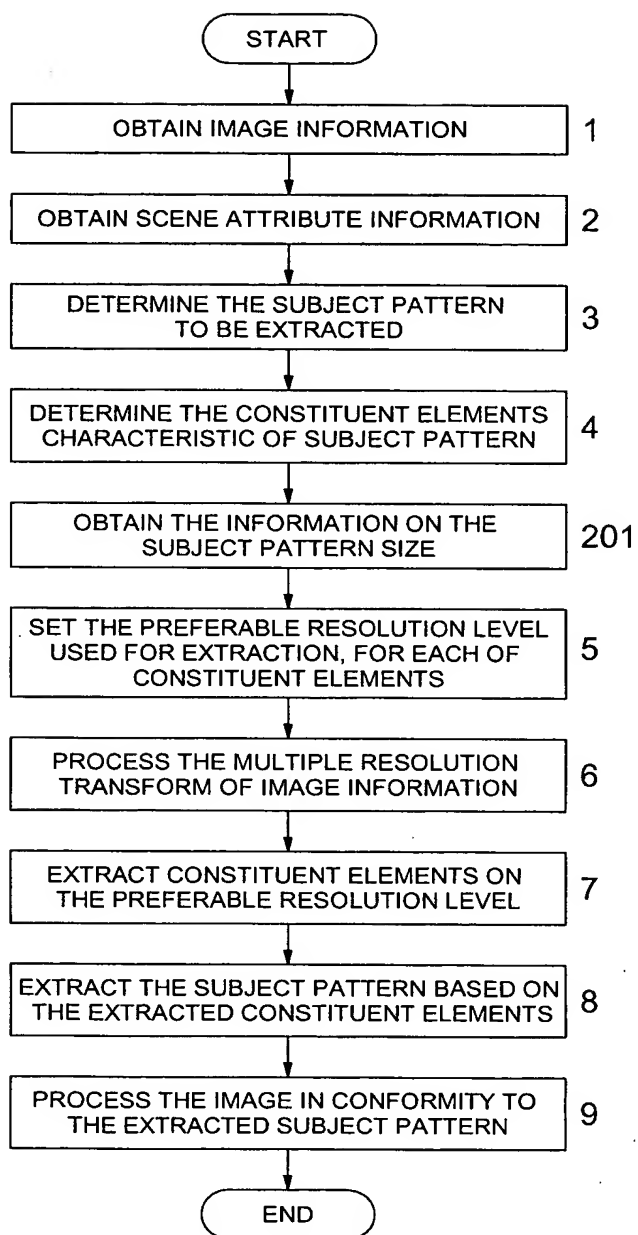 START
OBTAIN IMAGE INFORMATION 1
OBTAIN SCENE ATTRIBUTE INFORMATION 2
DETERMINE THE SUBJECT PATTERN
TO BE EXTRACTED 3
DETERMINE THE CONSTITUENT ELEMENTS
CHARACTERISTIC OF SUBJECT PATTERN 4
OBTAIN THE INFORMATION ON THE
SUBJECT PATTERN SIZE 201
SET THE PREFERABLE RESOLUTION LEVEL
USED FOR EXTRACTION, FOR EACH OF 5
CONSTITUENT ELEMENTS
PROCESS THE MULTIPLE RESOLUTION
TRANSFORM OF IMAGE INFORMATION 6
EXTRACT CONSTITUENT ELEMENTS ON
THE PREFERABLE RESOLUTION LEVEL 7
EXTRACT THE SUBJECT PATTERN BASED ON
THE EXTRACTED CONSTITUENT ELEMENTS 8
PROCESS THE IMAGE IN CONFORMITY TO
THE EXTRACTED SUBJECT PATTERN 9
END